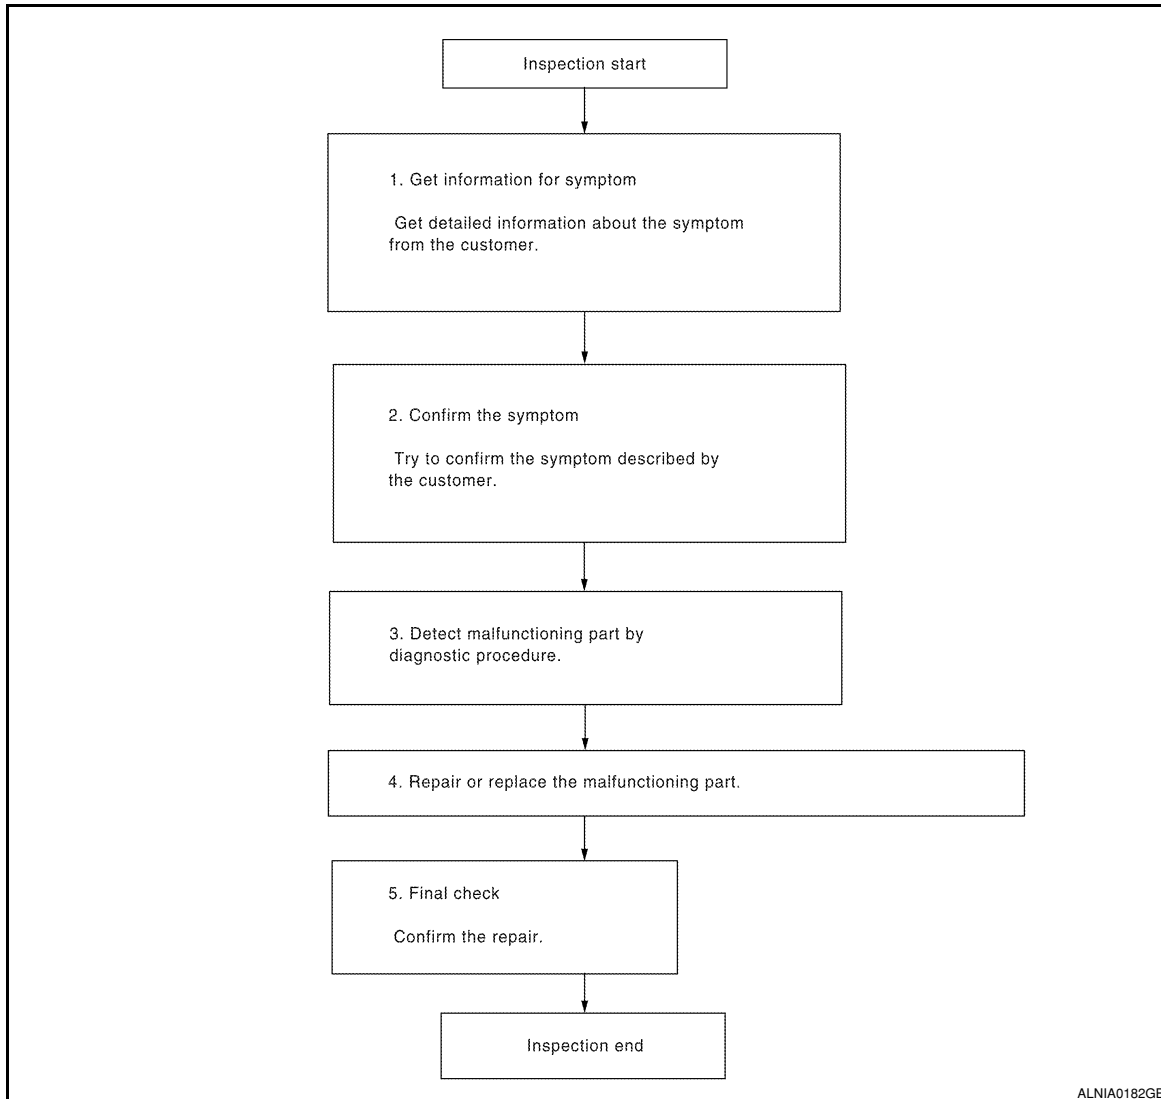 Inspection start
1. Get information for symptom
Get detailed information about the symptom
from the customer.
2. Confirm the symptom
Try to confirm the symptom described by
the customer.
3. Detect malfunctioning part by
diagnostic procedure.
4. Repair or replace the malfunctioning part.
5. Final check
Confirm the repair.
Inspection end
ALNIA0182GB